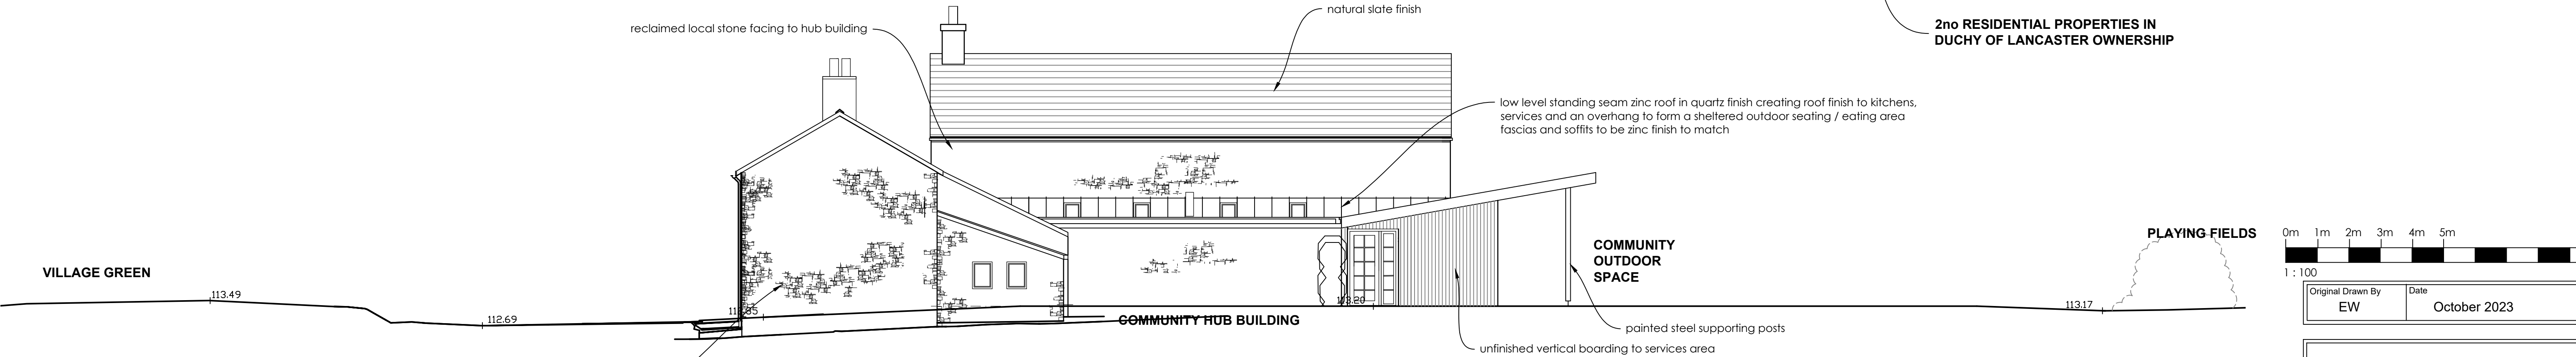 natural slate finish
reclaimed local stone facing to hub building
2no RESIDENTIAL PROPERTIES IN
DUCHY OF LANCASTER OWNERSHIP
low level standing seam zinc roof in quartz finish creating roof finish to kitchens,
services and an overhang to form a sheltered outdoor seating / eating area
fascias and soffits to be zinc finish to match
PLAYING FIELDS
0m 1m 2m 3m 4m 5m
1 : 100
COMMUNITY
OUTDOOR
SPACE
VILLAGE GREEN
113.49
112.69
113.20
113.17
COMMUNITY HUB BUILDING
painted steel supporting posts
unfinished vertical boarding to services area
Original Drawn By
EW
Date
October 2023